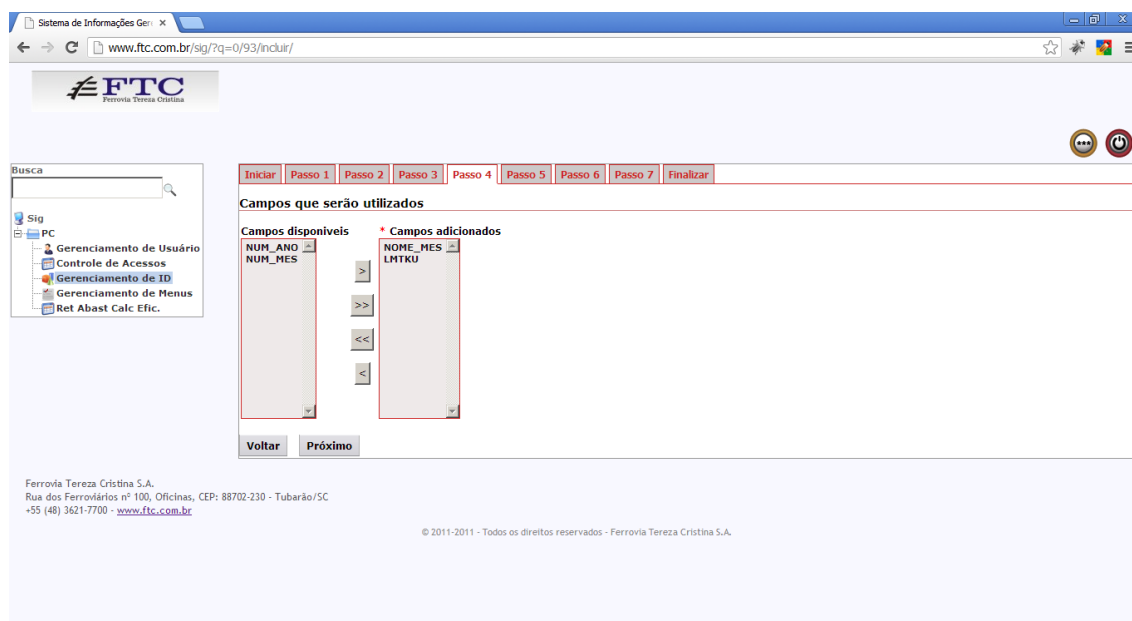 Sistema de Informações Ger
www.ftc.com.br/sig/?q=0/93/incluir/
FTC
Ferrovia Tereza Cristina
Busca
Sig
PC
Gerenciamento de Usuário
Controle de Acessos
Gerenciamento de ID
Gerenciamento de Menus
Ret Abast Calc Efic.
Iniciar Passo 1 Passo 2 Passo 3 Passo 4 Passo 5 Passo 6 Passo 7 Finalizar
Campos que serão utilizados
Campos disponiveis * Campos adicionados
NUM_ANO NOME_MES
NUM_MES LMTKU
>
>>
<<
<
Voltar Próximo
Ferrovia Tereza Cristina S.A.
Rua dos Ferroviários nº 100, Oficinas, CEP: 88702-230 - Tubarão/SC
+55 (48) 3621-7700 - www.ftc.com.br
© 2011-2011 - Todos os direitos reservados - Ferrovia Tereza Cristina S.A.